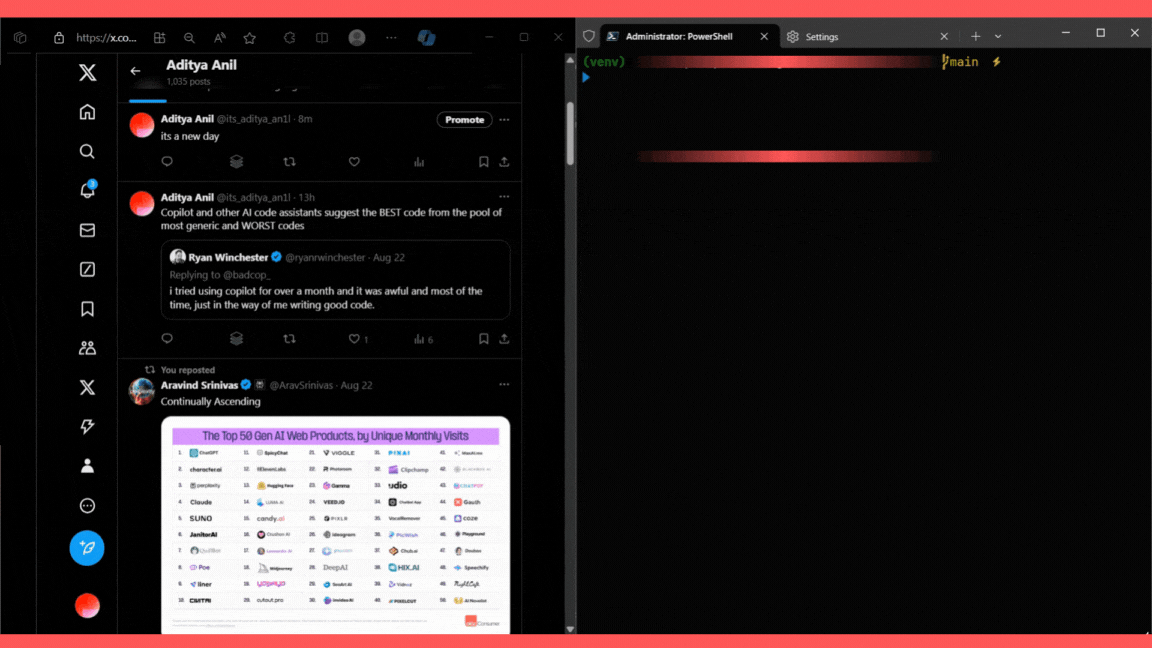 https://x.co...
Aditya Anil
1,035 posts
Aditya Anil @its_aditya_an1l · 8m
Promote
its a new day
3
Aditya Anil @its_aditya_an1l · 13h
Copilot and other AI code assistants suggest the BEST code from the pool of
most generic and WORST codes
Ryan Winchester @ryanrwinchester · Aug 22
Replying to @badcop_
i tried using copilot for over a month and it was awful and most of the
time, just in the way of me writing good code.
1
6
You reposted
Aravind Srinivas @AravSrinivas · Aug 22
Continually Ascending
The Top 50 Gen AI Web Products, by Unique Monthly Visits
1. ChatGPT 11. SpicyChat 21. VIGGLE 31. PIXAI 41. MaxAI.me
2. character.ai 12. IIElevenLabs 22. Photoroom 32. Clipchamp 42.
3. perplexity 13. Hugging Face 23. Gamma 33. udio 43.
4. Claude 14. LUMA AI 24. VEED.IO 34. Chatbot App 44. Gauth
5. SUNO 15. candy.ai 25. PIXLR 35. VocalRemover 45. coze
6. JanitorAI 16. Crushon AI 26. Ideogram 36. PicWish 46. Playground
7. QuillBot 17. Leonardo.Ai 27. 37. Chub.ai 47. Doubao
8. Poe 18. Midjourney 28. DeepAI 38. HIX.AI 48. Speechify
9. liner 19. YODAYO 29. SeaArt AI 39. Vidnoz 49. NightCafe
10. CIVITAI 20. cutout.pro 30. Invideo AI 40. PIXELCUT 50. AI Novelist
Consumer
Administrator: PowerShell
Settings
(venv)
main